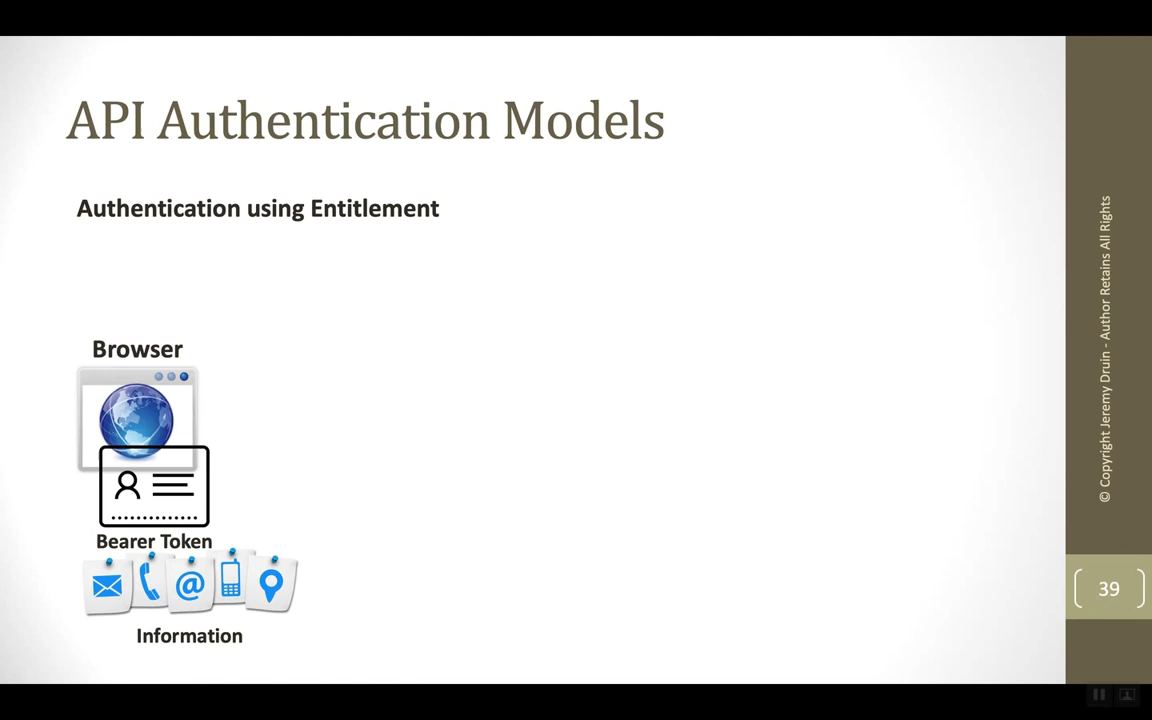 API Authentication Models
Authentication using Entitlement
Browser
Bearer Token
@
Information
© Copyright Jeremy Druin - Author Retains All Rights
39